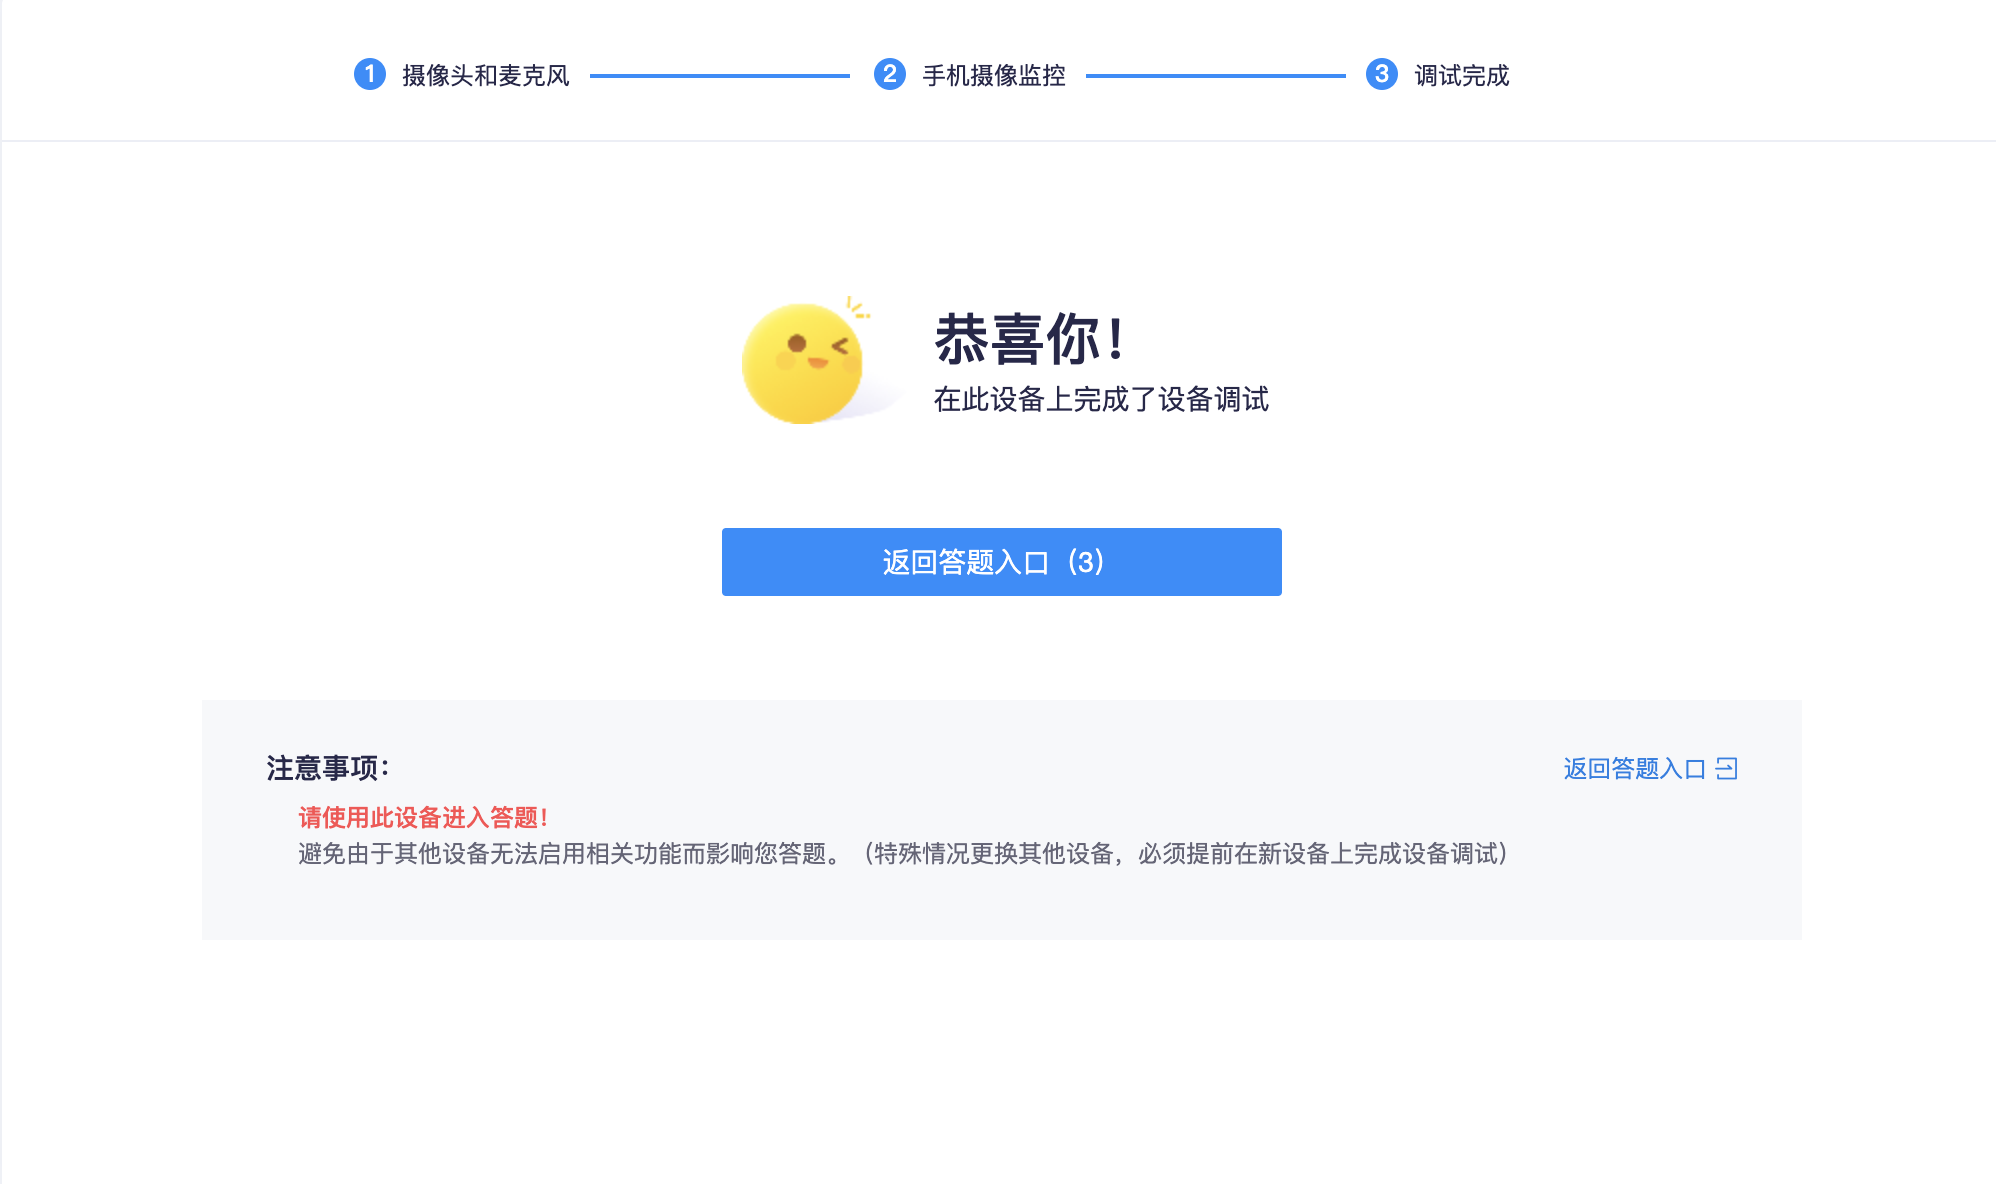 1 摄像头和麦克风 2 手机摄像监控 3 调试完成
恭喜你！
在此设备上完成了设备调试
返回答题入口（3）
注意事项： 返回答题入口
请使用此设备进入答题！
避免由于其他设备无法启用相关功能而影响您答题。（特殊情况更换其他设备，必须提前在新设备上完成设备调试）